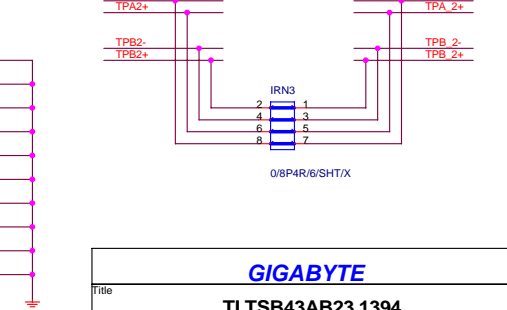 TPA2+ TPA_2+
TPB2- TPB_2-
TPB2+ TPB_2+
IRN3
2 1
4 3
6 5
8 7
0/8P4R/6/SHT/X
GIGABYTE
Title
TI,TSB43AB23,1394